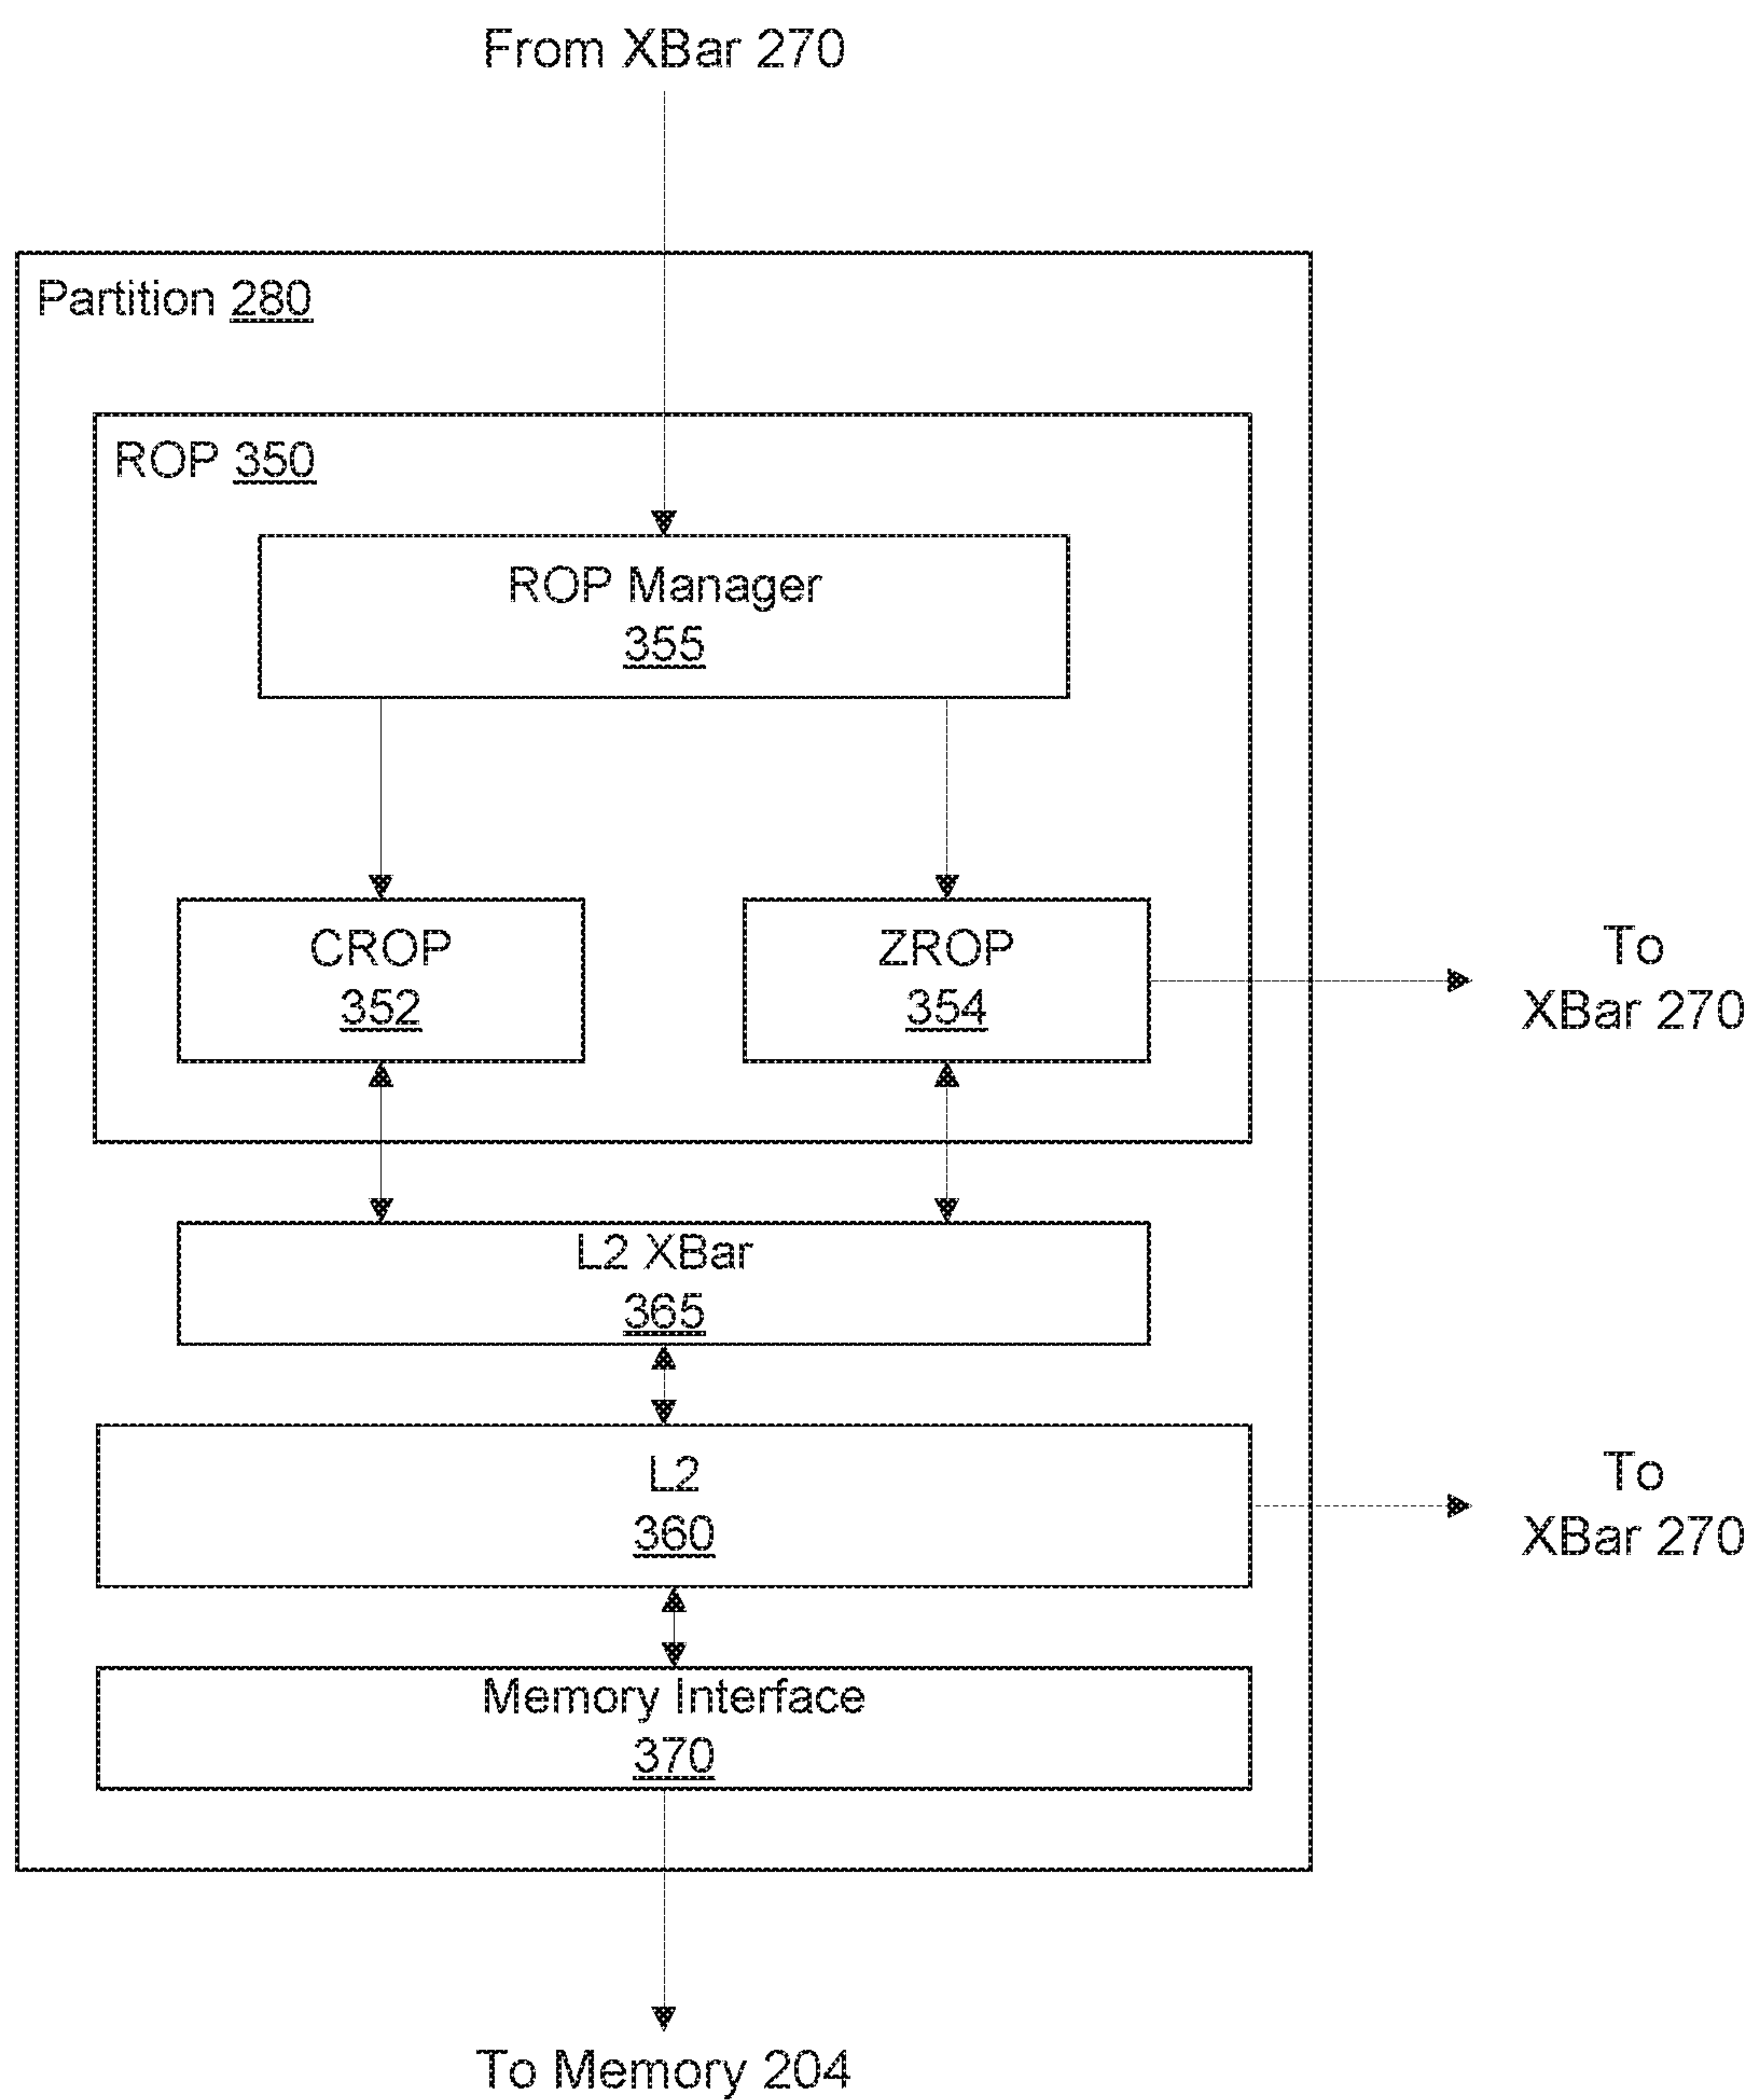 From XBar 270
Partition 280
ROP 350
ROP Manager
355
CROP
352
ZROP
354
To
XBar 270
L2 XBar
365
L2
360
To
XBar 270
Memory Interface
370
To Memory 204